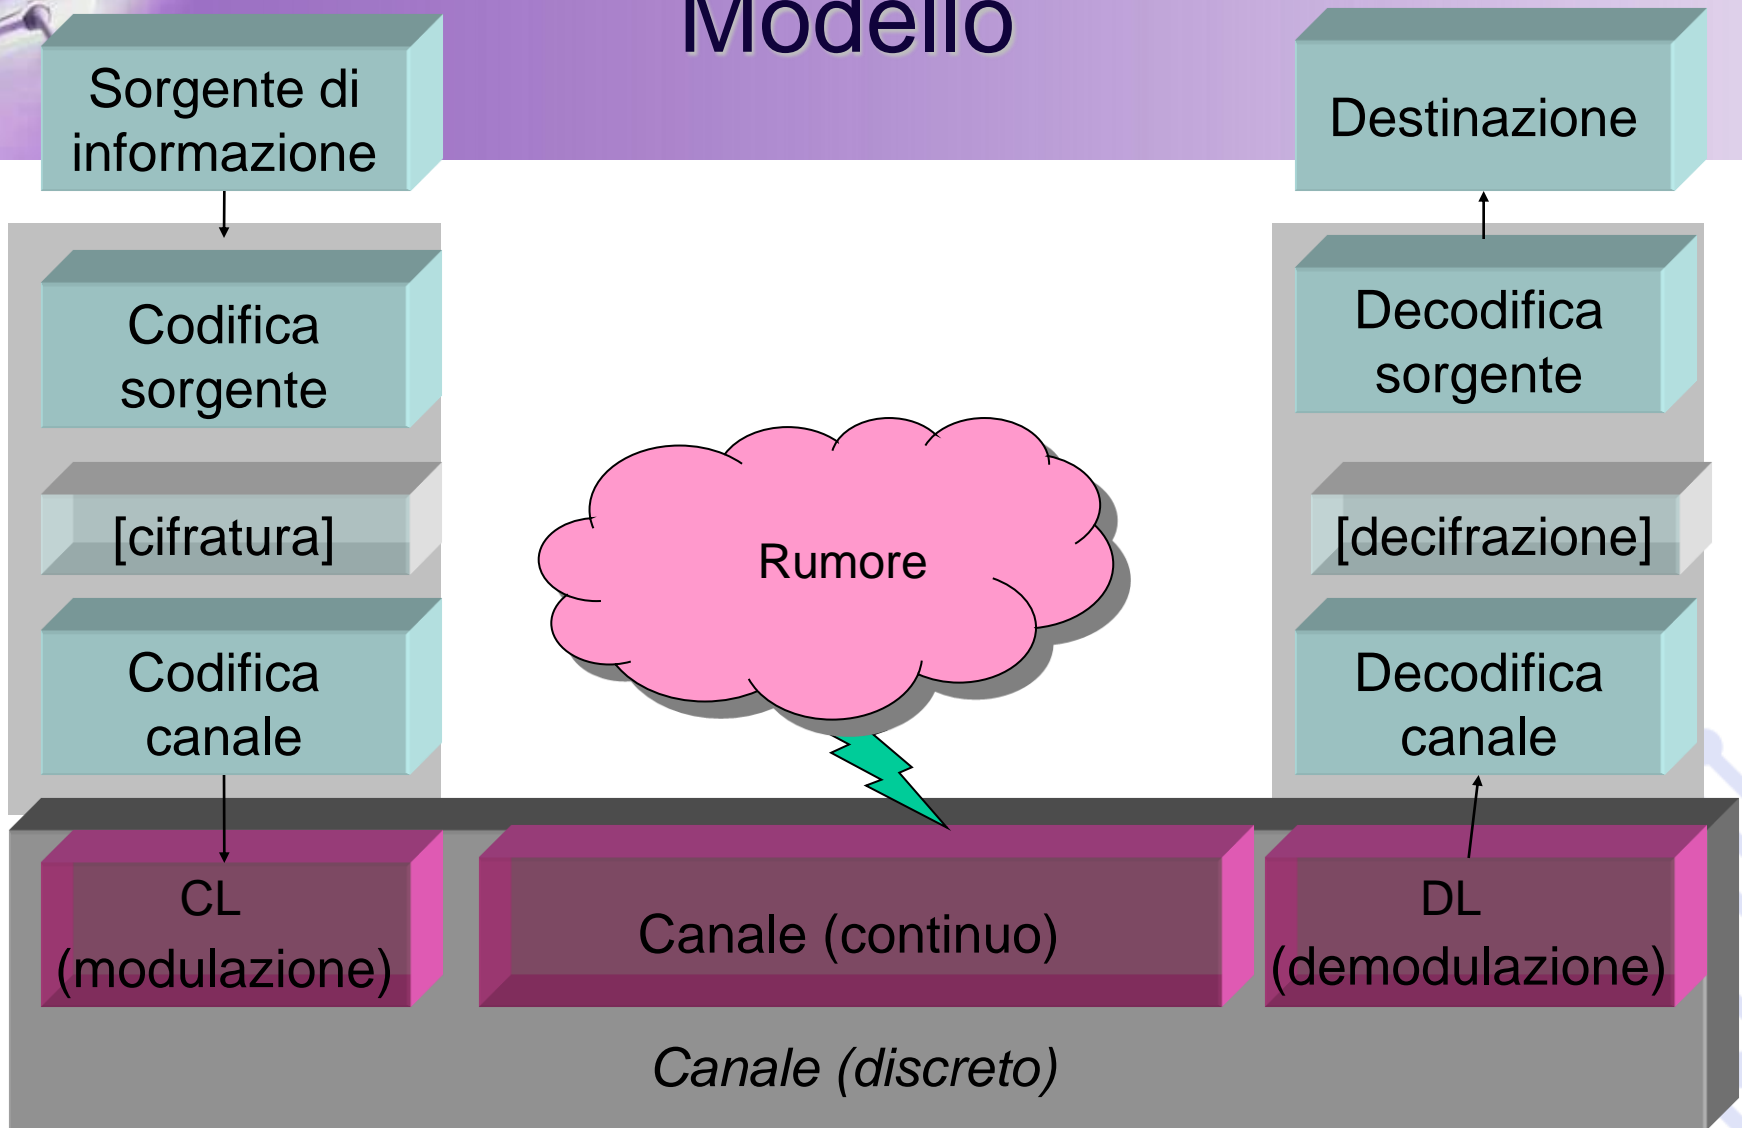 Modello
Sorgente di
informazione
Destinazione
Codifica
sorgente
Decodifica
sorgente
[cifratura]
Rumore
[decifrazione]
Codifica
canale
Decodifica
canale
CL
(modulazione)
Canale (continuo)
DL
(demodulazione)
Canale (discreto)